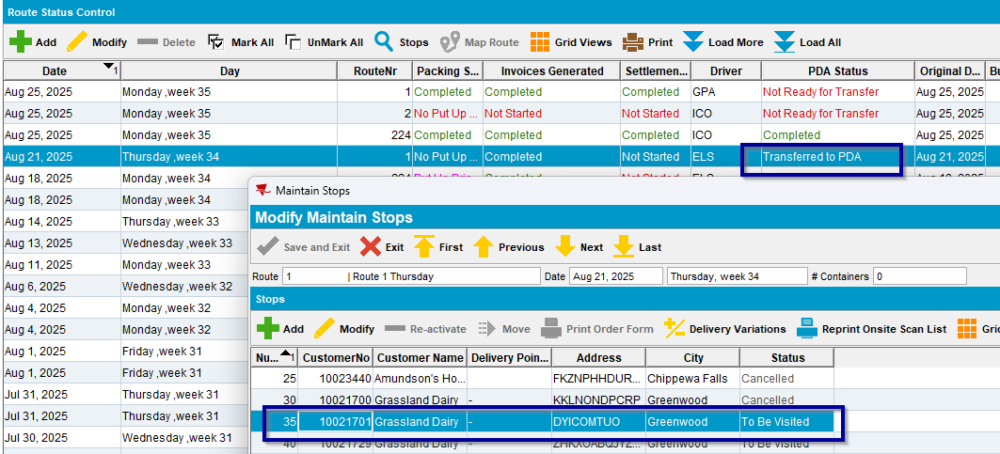 Route Status Control
Add Modify Delete Mark All UnMark All Stops Map Route Grid Views Print Load More Load All
Date 1 Day RouteNr Packing S... Invoices Generated Settlemen... Driver PDA Status Original D... Bu
Aug 25, 2025 Monday ,week 35 1 Completed Completed Completed GPA Not Ready for Transfer Aug 25, 2025
Aug 25, 2025 Monday ,week 35 2 No Put Up ... Not Started Not Started ICO Not Ready for Transfer Aug 25, 2025
Aug 25, 2025 Monday ,week 35 224 Completed Completed Completed ICO Completed Aug 25, 2025
Aug 21, 2025 Thursday ,week 34 1 No Put Up ... Completed Not Started ELS Transferred to PDA Aug 21, 2025
Aug 18, 2025 Monday ,week 34
Aug 18, 2025 Monday ,week 34
Aug 14, 2025 Thursday ,week 33
Aug 13, 2025 Wednesday ,week 33
Aug 11, 2025 Monday ,week 33
Aug 6, 2025 Wednesday ,week 32
Aug 4, 2025 Monday ,week 32
Aug 4, 2025 Monday ,week 32
Aug 1, 2025 Friday ,week 31
Aug 1, 2025 Friday ,week 31
Jul 31, 2025 Thursday ,week 31
Jul 31, 2025 Thursday ,week 31
Jul 30, 2025 Wednesday ,week 31
Maintain Stops
Modify Maintain Stops
Save and Exit Exit First Previous Next Last
Route 1 | Route 1 Thursday Date Aug 21, 2025 Thursday, week 34 # Containers 0
Stops
Add Modify Re-activate Move Print Order Form Delivery Variations Reprint Onsite Scan List Grid
Nu... 1 CustomerNo Customer Name Delivery Poin... Address City Status
25 10023440 Amundson's Ho... FKZNPHHDUR... Chippewa Falls Cancelled
30 10021700 Grassland Dairy - KKLNONDPCRP Greenwood Cancelled
35 10021701 Grassland Dairy - DYICOMTUO Greenwood To Be Visited
40 10021729 Grassland Dairy - Greenwood To Be Visited